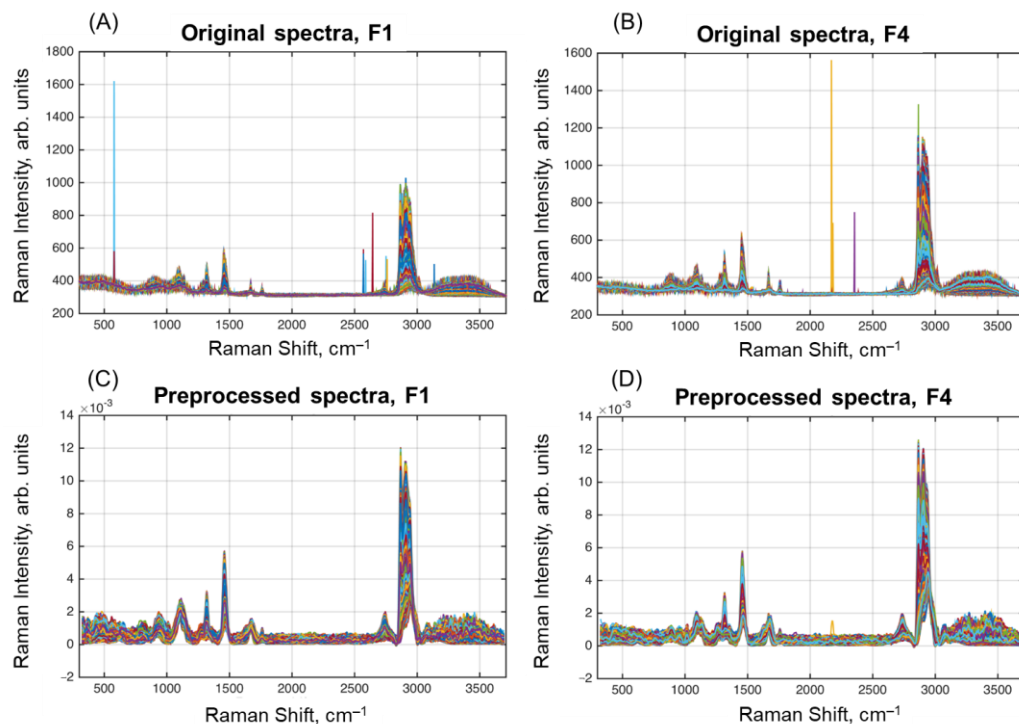 (A)
Original spectra, F1
1800
1600
1400
1200
1000
800
600
400
200
500 1000 1500 2000 2500 3000 3500
Raman Intensity, arb. units
Raman Shift, cm⁻¹
(B)
Original spectra, F4
1600
1400
1200
1000
800
600
400
200
500 1000 1500 2000 2500 3000 3500
Raman Intensity, arb. units
Raman Shift, cm⁻¹
(C)
Preprocessed spectra, F1
×10⁻³
14
12
10
8
6
4
2
0
−2
500 1000 1500 2000 2500 3000 3500
Raman Intensity, arb. units
Raman Shift, cm⁻¹
(D)
Preprocessed spectra, F4
×10⁻³
14
12
10
8
6
4
2
0
−2
500 1000 1500 2000 2500 3000 3500
Raman Intensity, arb. units
Raman Shift, cm⁻¹